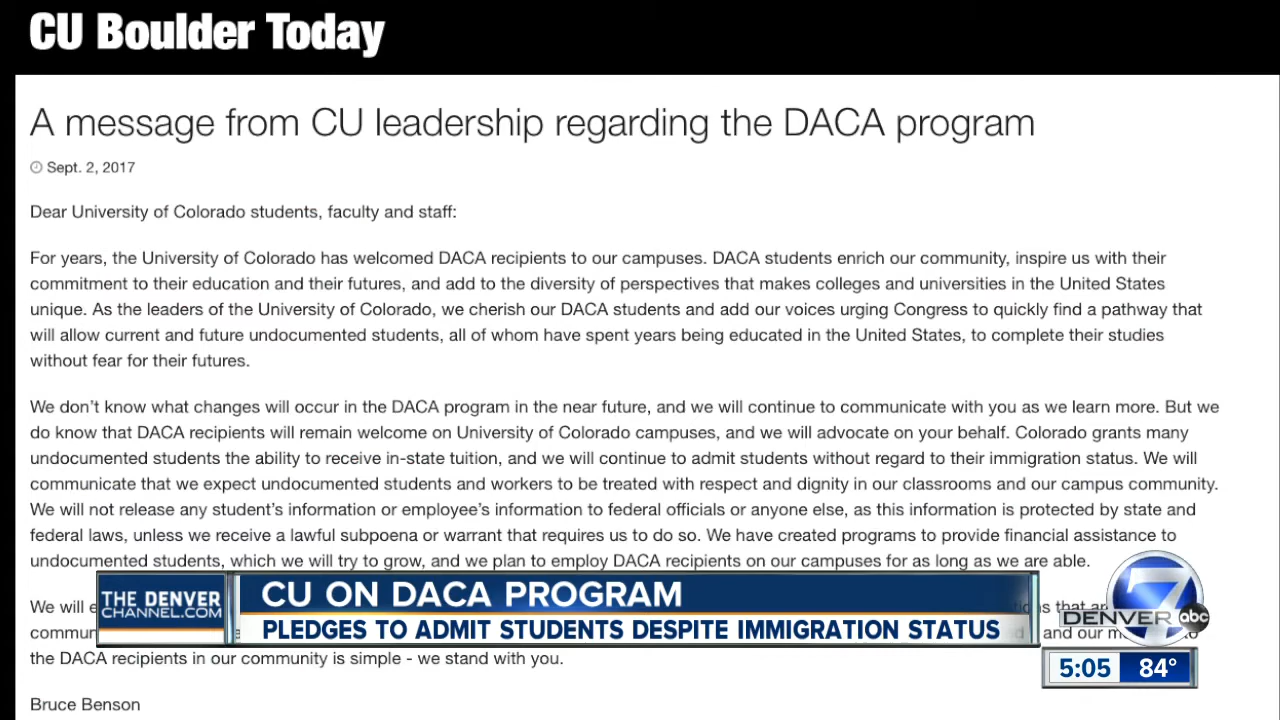 CU Boulder Today
A message from CU leadership regarding the DACA program
Sept. 2, 2017
Dear University of Colorado students, faculty and staff:
For years, the University of Colorado has welcomed DACA recipients to our campuses. DACA students enrich our community, inspire us with their
commitment to their education and their futures, and add to the diversity of perspectives that makes colleges and universities in the United States
unique. As the leaders of the University of Colorado, we cherish our DACA students and add our voices urging Congress to quickly find a pathway that
will allow current and future undocumented students, all of whom have spent years being educated in the United States, to complete their studies
without fear for their futures.
We don't know what changes will occur in the DACA program in the near future, and we will continue to communicate with you as we learn more. But we
do know that DACA recipients will remain welcome on University of Colorado campuses, and we will advocate on your behalf. Colorado grants many
undocumented students the ability to receive in-state tuition, and we will continue to admit students without regard to their immigration status. We will
communicate that we expect undocumented students and workers to be treated with respect and dignity in our classrooms and our campus community.
We will not release any student's information or employee's information to federal officials or anyone else, as this information is protected by state and
federal laws, unless we receive a lawful subpoena or warrant that requires us to do so. We have created programs to provide financial assistance to
undocumented students, which we will try to grow, and we plan to employ DACA recipients on our campuses for as long as we are able.
We will
that
and our
the DACA recipients in our community is simple - we stand with you.
Bruce Benson
THE DENVER
CHANNEL.COM
CU ON DACA PROGRAM
PLEDGES TO ADMIT STUDENTS DESPITE IMMIGRATION STATUS
7
DENVER abc
5:05 84°